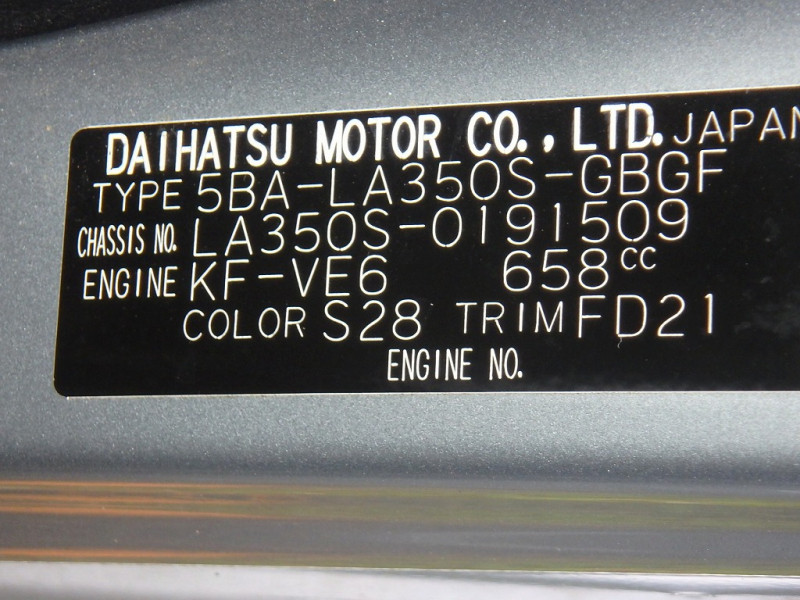 DAIHATSU MOTOR CO., LTD. JAPAN
TYPE 5BA-LA350S-GBGF
CHASSIS NO. LA350S-0191509
ENGINE KF-VE6 658cc
COLOR S28 TRIM FD21
ENGINE NO.